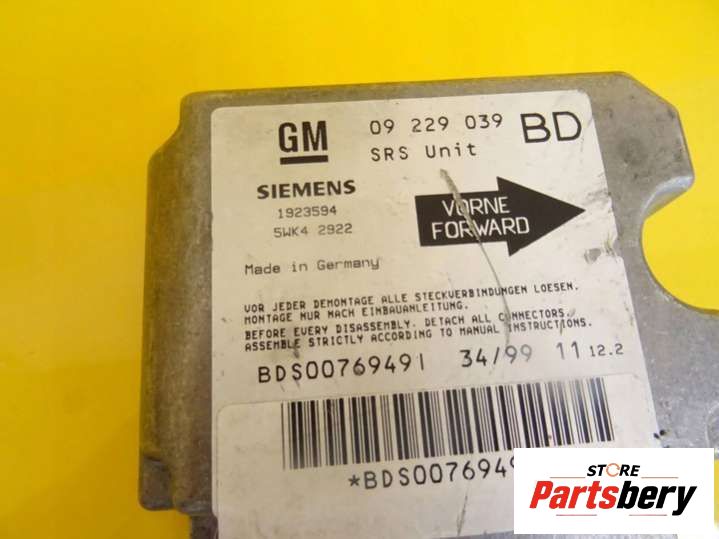 GM
09 229 039 BD
SRS Unit
SIEMENS
1923594
5WK4 2922
VORNE
FORWARD
Made in Germany
VOR JEDER DEMONTAGE ALLE STECKVERBINDUNGEN LOESEN.
MONTAGE NUR NACH EINBAUANLEITUNG.
BEFORE EVERY DISASSEMBLY. DETACH ALL CONNECTORS.
ASSEMBLE STRICTLY ACCORDING TO MANUAL INSTRUCTIONS.
BDS00769491 34/99 11 12.2
*BDS0076949
STORE
Partsbery